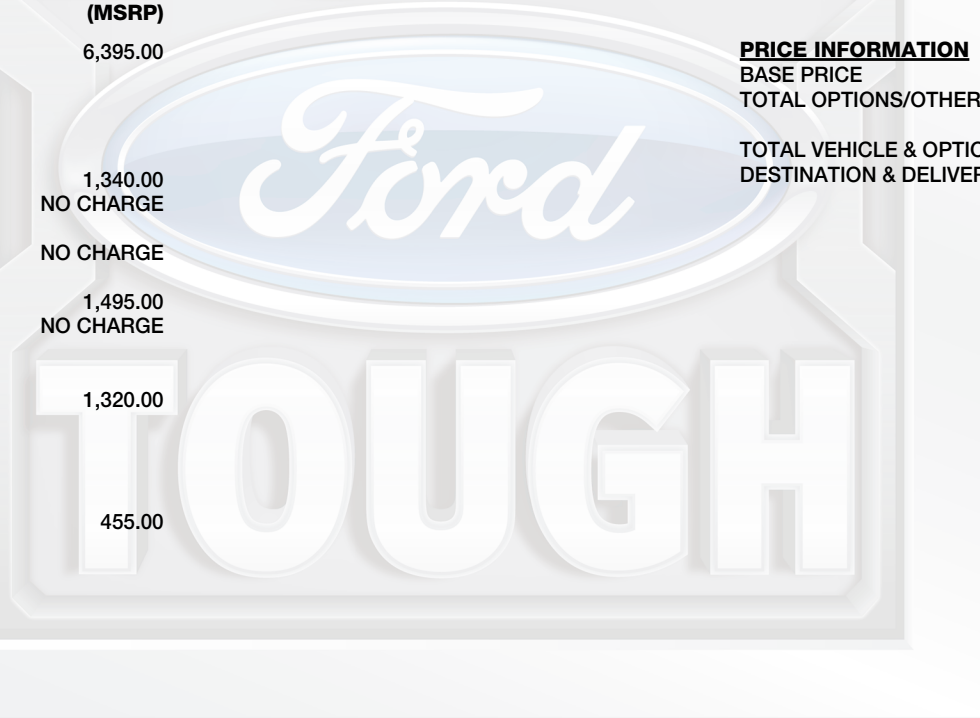 (MSRP)
6,395.00
1,340.00
NO CHARGE
NO CHARGE
1,495.00
NO CHARGE
1,320.00
455.00
PRICE INFORMATION
BASE PRICE
TOTAL OPTIONS/OTHER
TOTAL VEHICLE & OPTIO
DESTINATION & DELIVER
Ford
TOUGH